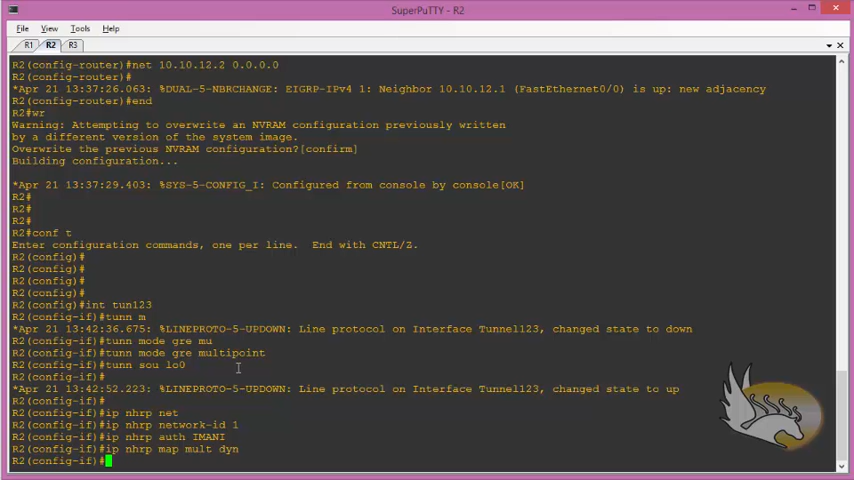 SuperPuTTY - R2
File View Tools Help
R1 R2 R3
R2(config-router)#net 10.10.12.2 0.0.0.0
R2(config-router)#
*Apr 21 13:37:26.063: %DUAL-5-NBRCHANGE: EIGRP-IPv4 1: Neighbor 10.10.12.1 (FastEthernet0/0) is up: new adjacency
R2(config-router)#end
R2#wr
Warning: Attempting to overwrite an NVRAM configuration previously written
by a different version of the system image.
Overwrite the previous NVRAM configuration?[confirm]
Building configuration...
*Apr 21 13:37:29.403: %SYS-5-CONFIG_I: Configured from console by console[OK]
R2#
R2#
R2#
R2#conf t
Enter configuration commands, one per line.  End with CNTL/Z.
R2(config)#
R2(config)#
R2(config)#
R2(config)#
R2(config)#int tun123
R2(config-if)#tunn m
*Apr 21 13:42:36.675: %LINEPROTO-5-UPDOWN: Line protocol on Interface Tunnel123, changed state to down
R2(config-if)#tunn mode gre mu
R2(config-if)#tunn mode gre multipoint
R2(config-if)#tunn sou lo0
R2(config-if)#
*Apr 21 13:42:52.223: %LINEPROTO-5-UPDOWN: Line protocol on Interface Tunnel123, changed state to up
R2(config-if)#
R2(config-if)#ip nhrp net
R2(config-if)#ip nhrp network-id 1
R2(config-if)#ip nhrp auth IMANI
R2(config-if)#ip nhrp map mult dyn
R2(config-if)#